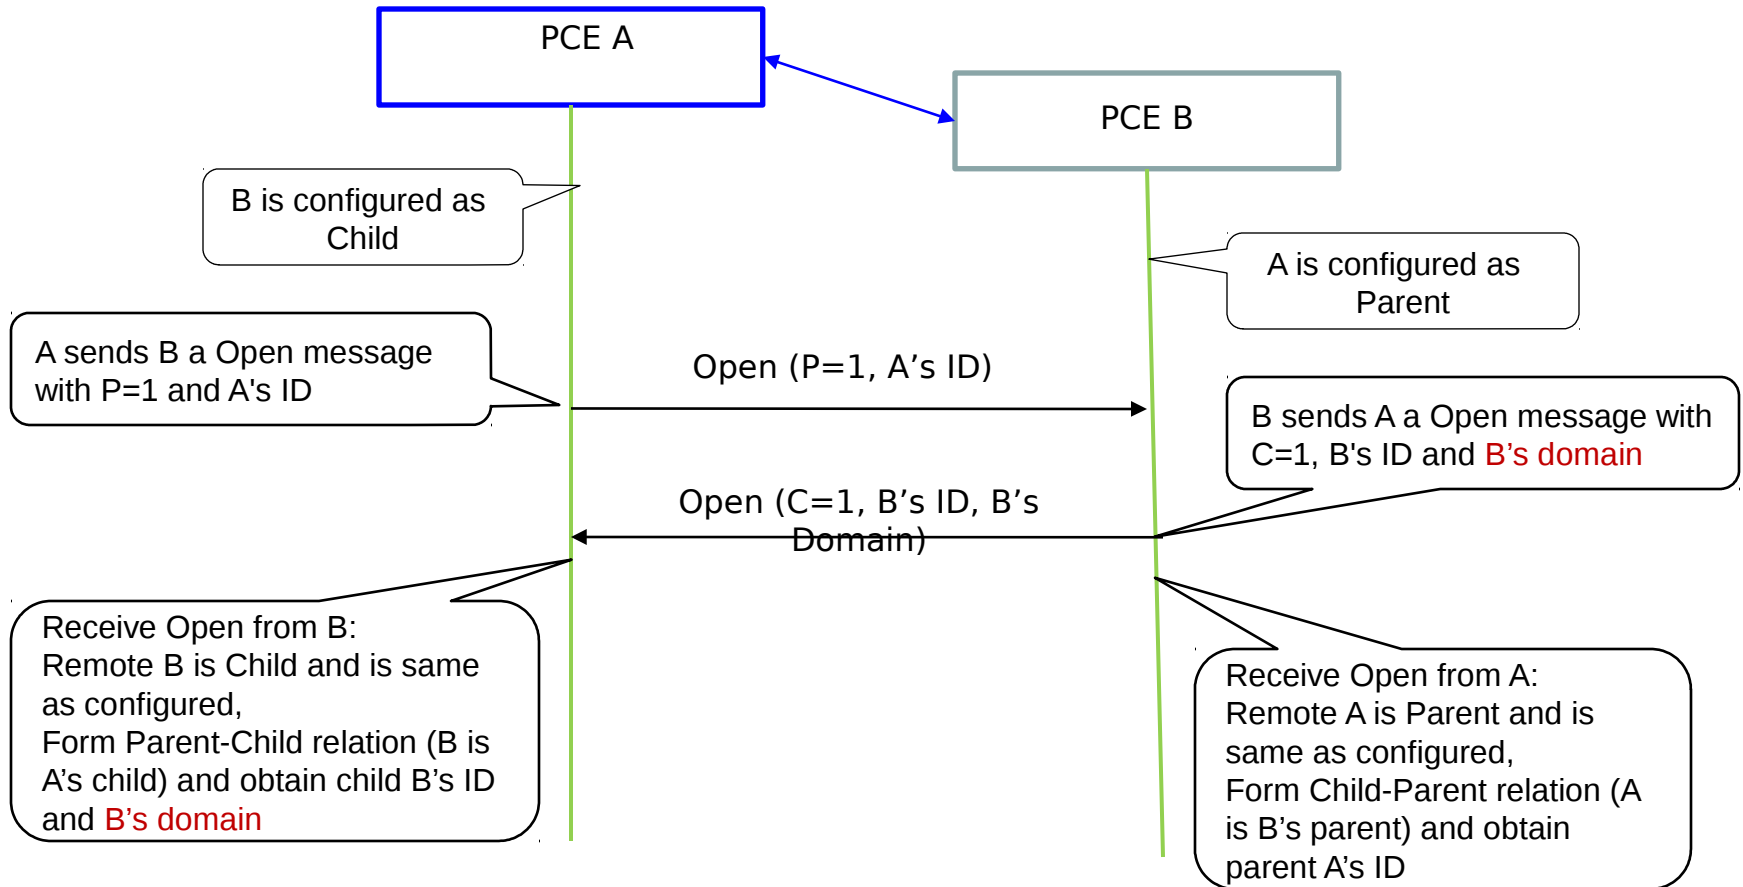 PCE A
PCE B
B is configured as
Child
A is configured as
Parent
A sends B a Open message
with P=1 and A's ID
Open (P=1, A’s ID)
B sends A a Open message with
C=1, B's ID and B’s domain
Open (C=1, B’s ID, B’s
Domain)
Receive Open from B:
Remote B is Child and is same
as configured,
Form Parent-Child relation (B is
A’s child) and obtain child B’s ID
and B’s domain
Receive Open from A:
Remote A is Parent and is
same as configured,
Form Child-Parent relation (A
is B’s parent) and obtain
parent A’s ID